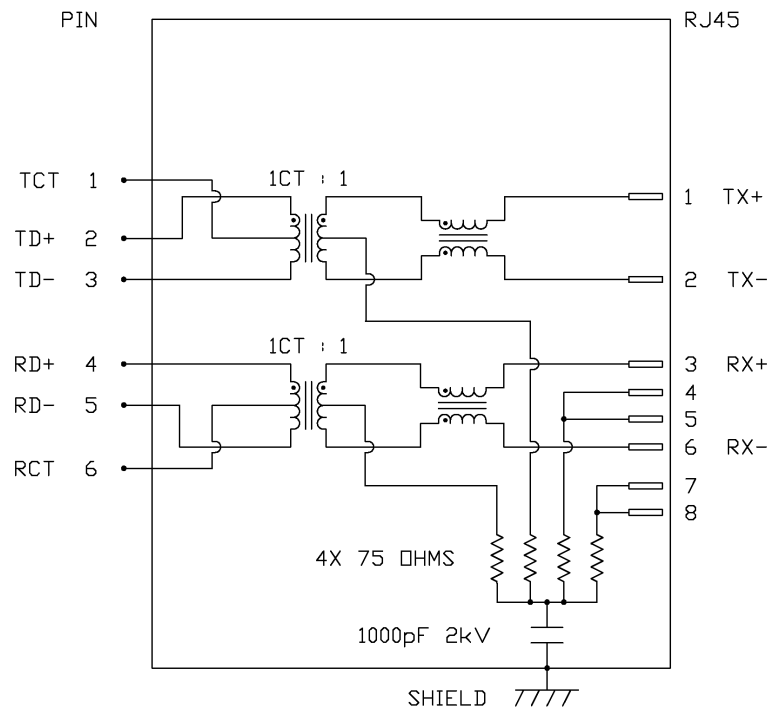 PIN
RJ45
TCT 1
1CT : 1
1 TX+
TD+ 2
TD- 3
2 TX-
1CT : 1
RD+ 4
3 RX+
4
RD- 5
5
6 RX-
RCT 6
7
8
4X 75 OHMS
1000pF 2kV
SHIELD